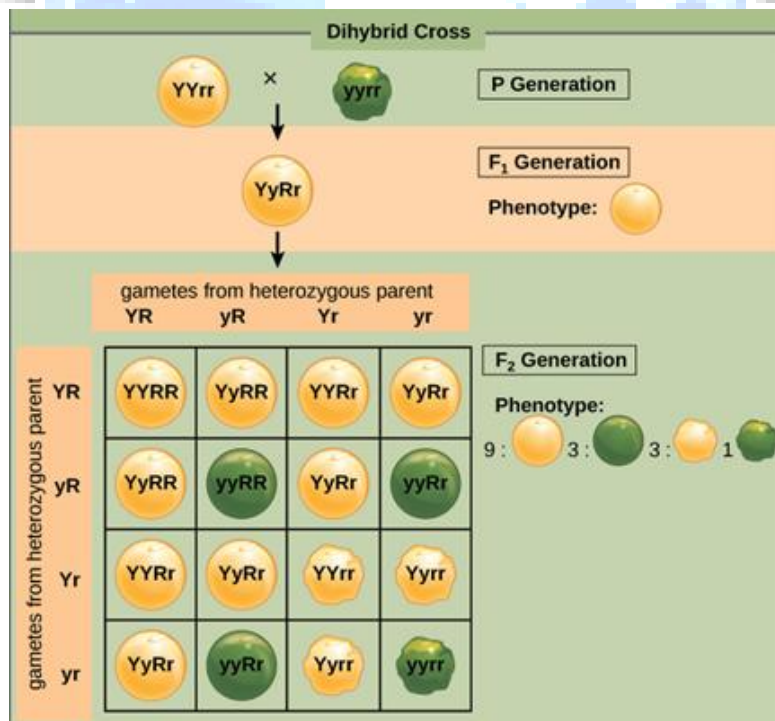 Dihybrid Cross
YYrr × yyrr P Generation
F1 Generation
YyRr
Phenotype:
gametes from heterozygous parent
YR yR Yr yr
gametes from heterozygous parent
F2 Generation
Phenotype:
9 : 3 : 3 : 1
YR YYRR YyRR YYRr YyRr
yR YyRR yyRR YyRr yyRr
Yr YYRr YyRr YYrr Yyrr
yr YyRr yyRr Yyrr yyrr